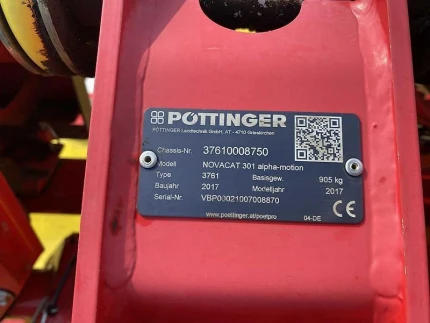 PÖTTINGER
PÖTTINGER Landtechnik GmbH, AT - 4710 Grieskirchen
Chassis-Nr. 37610008750
Modell NOVACAT 301 alpha-motion
Type 3761 Basisgew. 905 kg
Baujahr 2017 Modelljahr 2017
Serial-Nr. VBP00021007008870
www.poettinger.at/poetpro 04-DE CE